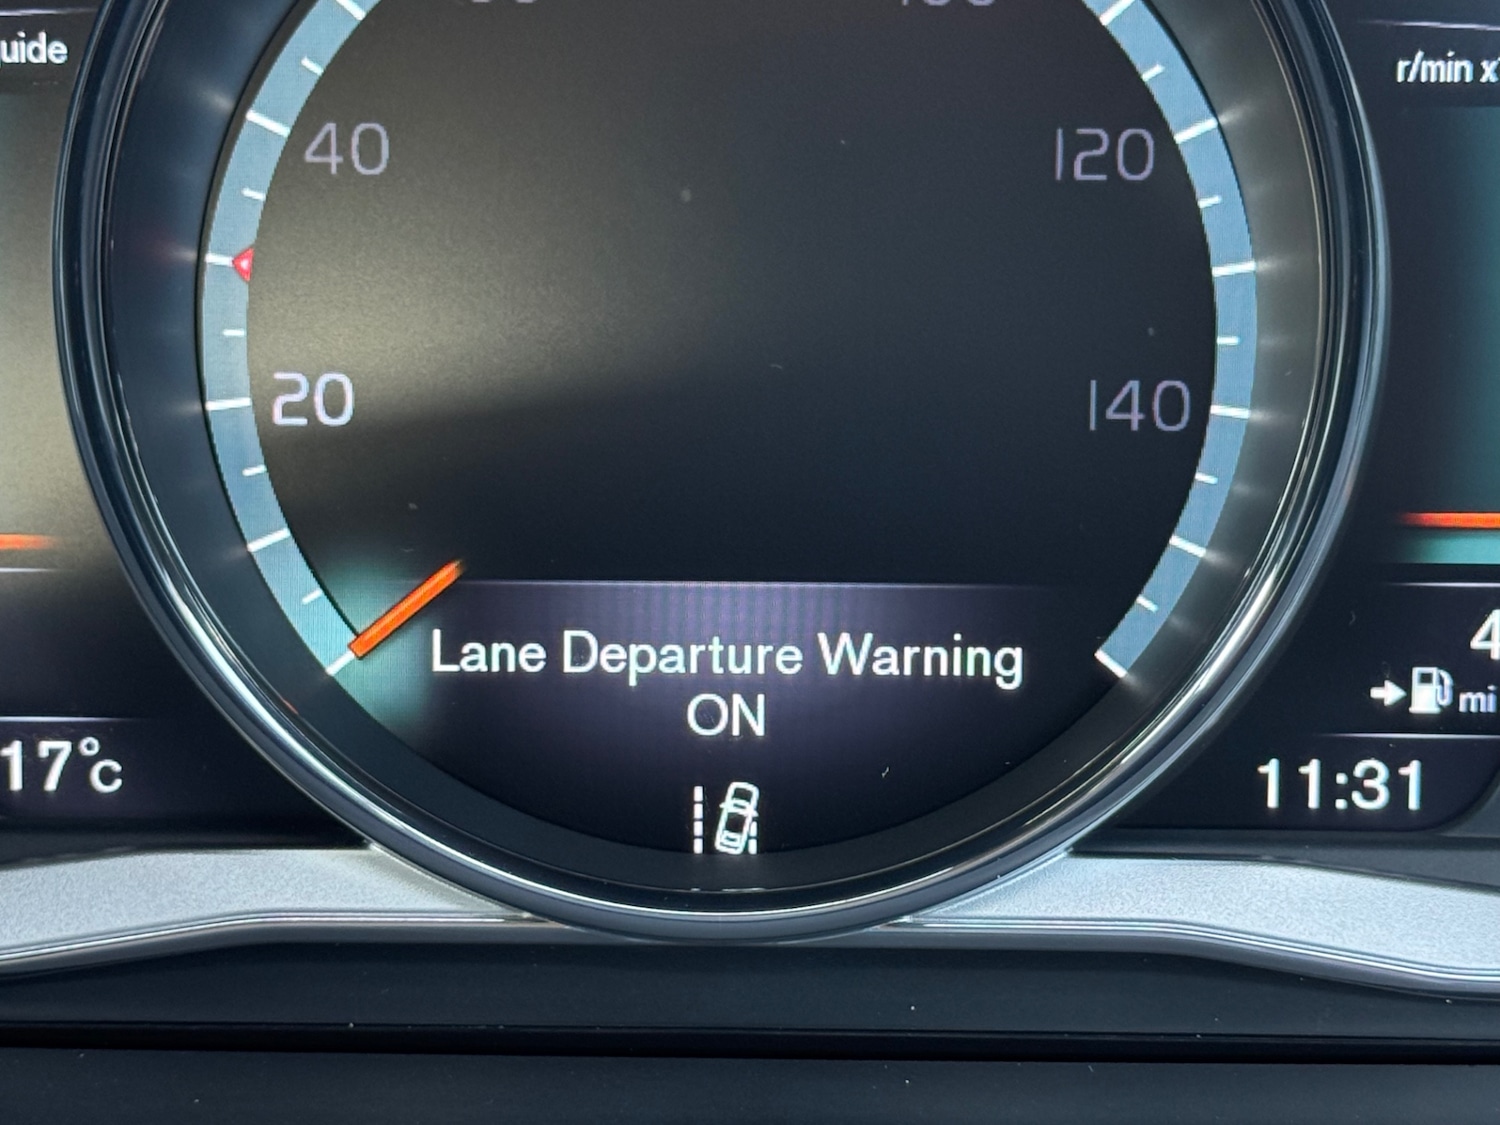 uide
r/min x
40
120
20
140
Lane Departure Warning
ON
4
mi
17°c
11:31